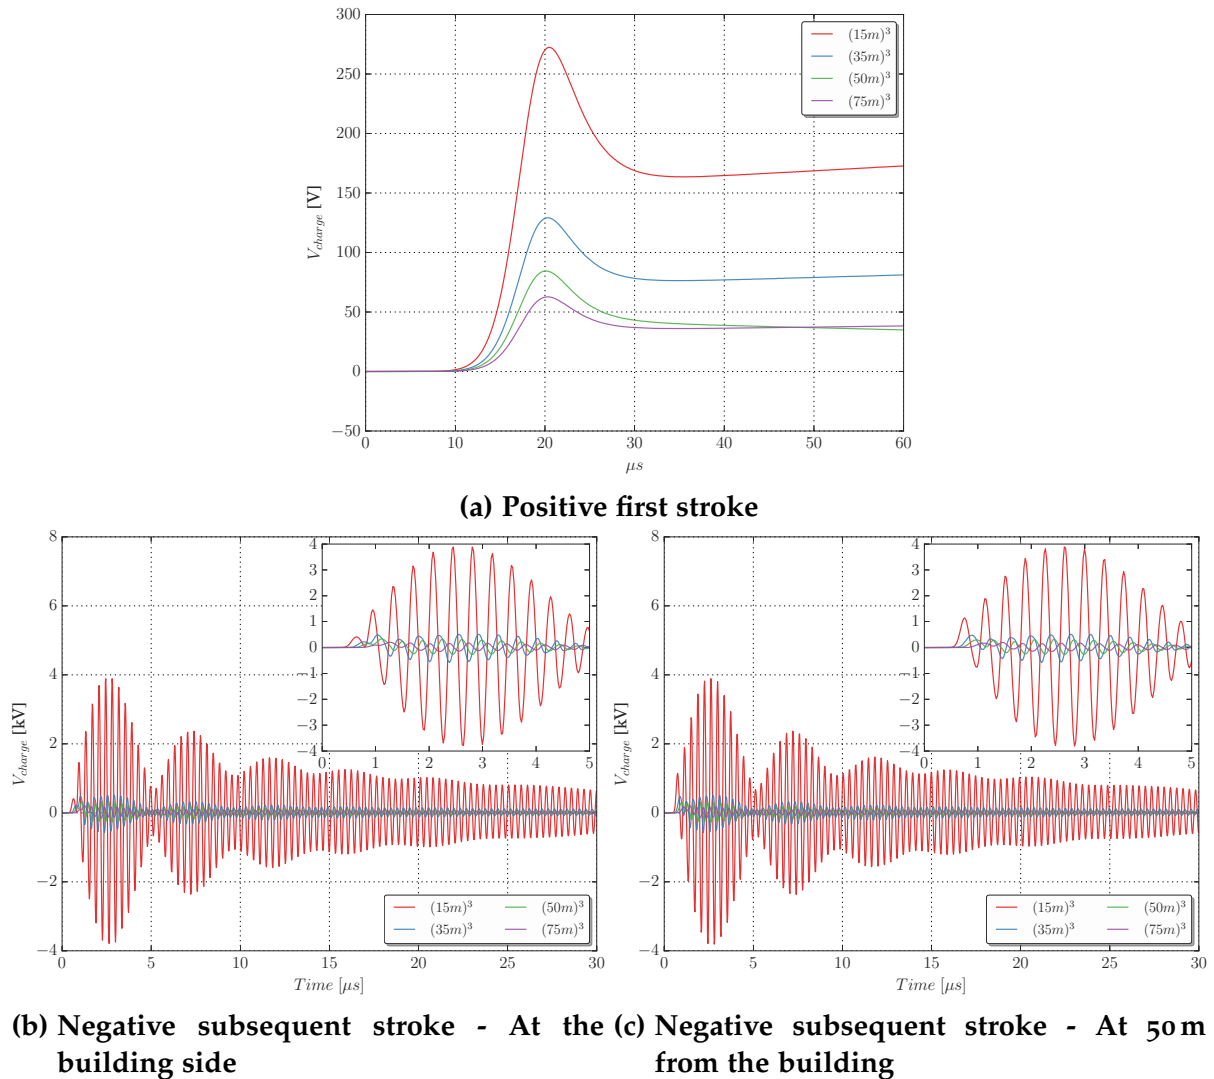 300
250
200
150
100
50
0
−50
V_charge [V]
0 10 20 30 40 50 60
μs
(15m)³
(35m)³
(50m)³
(75m)³
(a) Positive first stroke
8
6
4
2
0
−2
−4
V_charge [kV]
0 5 10 15 20 25 30
Time [μs]
4
3
2
1
0
1
−2
−3
−4
0 1 2 3 4 5
(15m)³ (50m)³
(35m)³ (75m)³
8
6
4
2
0
−2
−4
V_charge [kV]
0 5 10 15 20 25 30
Time [μs]
4
3
2
1
0
1
−2
−3
−4
0 1 2 3 4 5
(15m)³ (50m)³
(35m)³ (75m)³
(b) Negative subsequent stroke - At the
building side
(c) Negative subsequent stroke - At 50 m
from the building